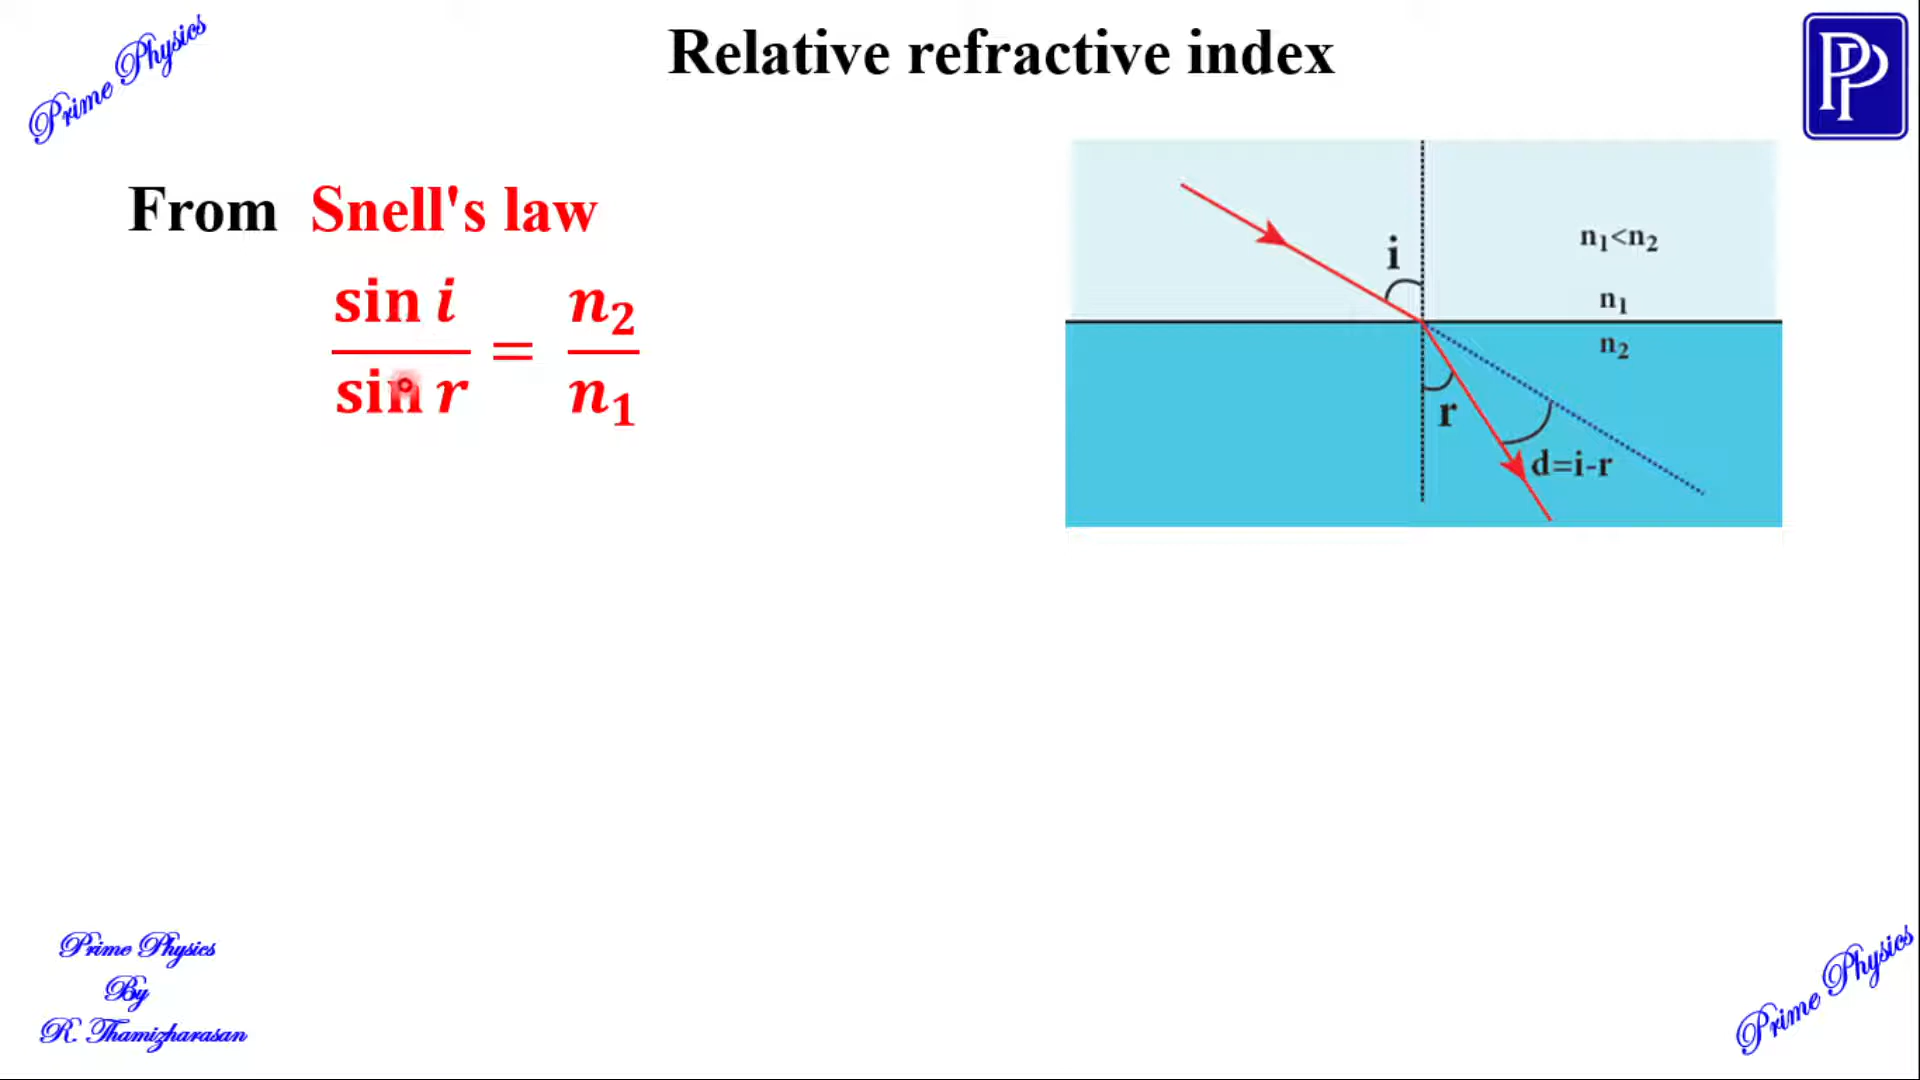 Prime Physics
Relative refractive index
PP
From Snell's law
sin i / sin r = n₂ / n₁
i
n₁<n₂
n₁
n₂
r
d=i-r
Prime Physics
By
R. Thamizharasan
Prime Physics